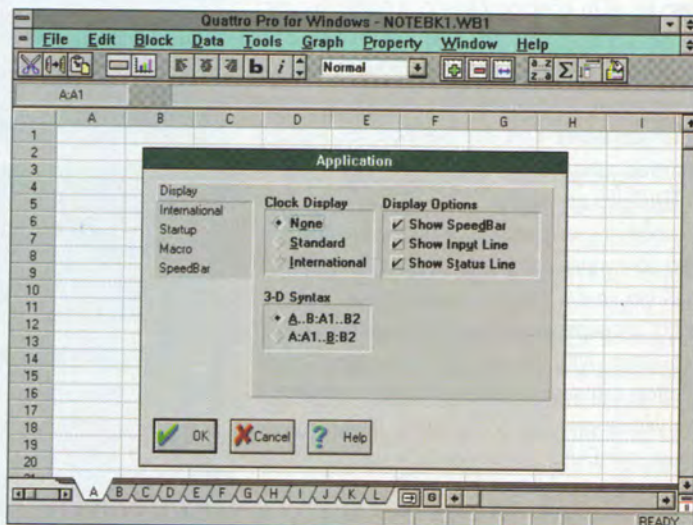 Quattro Pro for Windows - NOTEBK1.WB1
File Edit Block Data Tools Graph Property Window Help
b i Normal
A:A1
A B C D E F G H I
1
2
3
4
5
6
7
8
9
10
11
12
13
14
15
16
17
18
19
20
Application
Display
International
Startup
Macro
SpeedBar
Clock Display
None
Standard
International
Display Options
Show SpeedBar
Show Input Line
Show Status Line
3-D Syntax
A..B:A1..B2
A:A1..B:B2
OK Cancel Help
A B C D E F G H I J K L G
READY